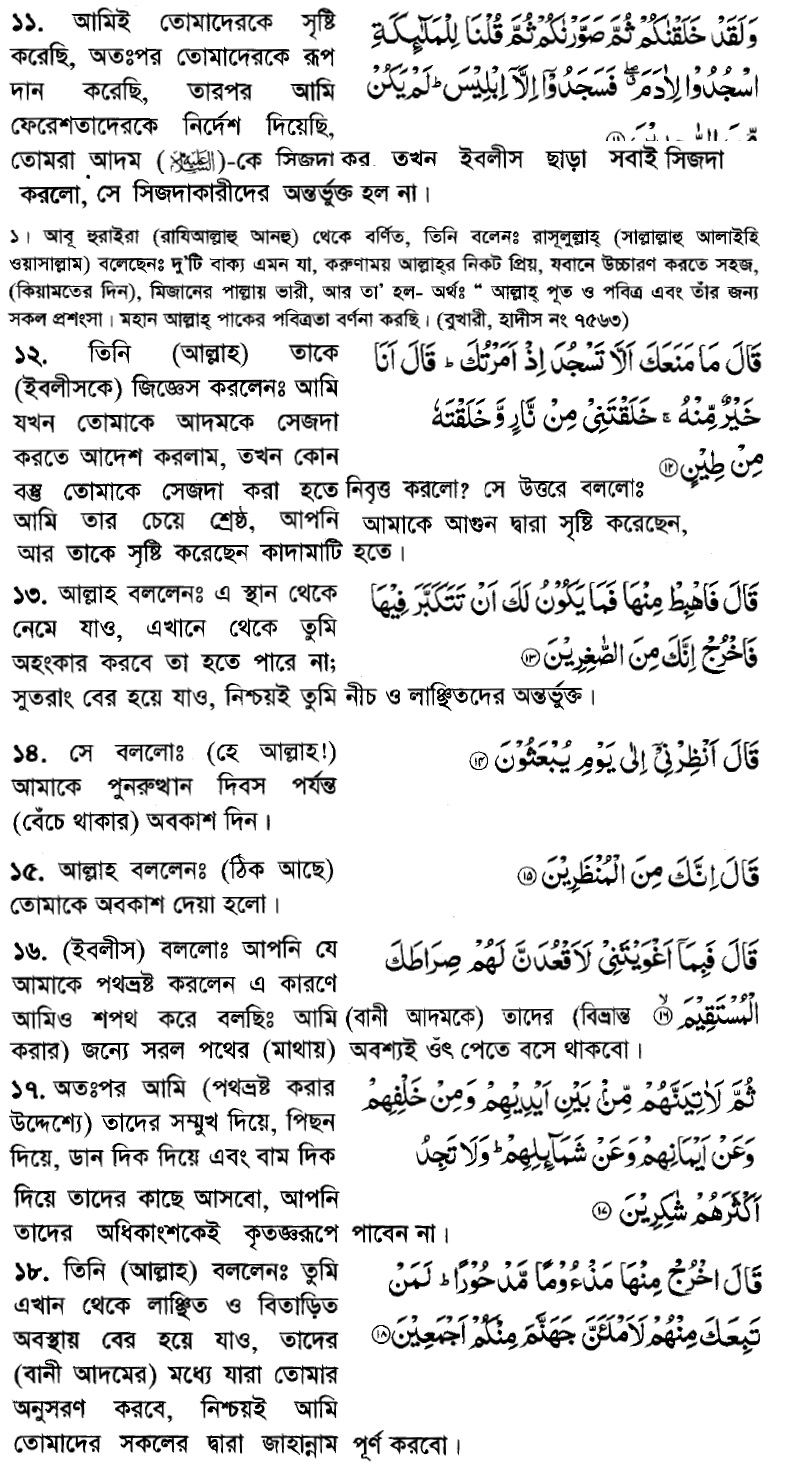 ১১. আমিই তোমাদেরকে সৃষ্টি
করেছি, অতঃপর তোমাদেরকে রূপ
দান করেছি, তারপর আমি
ফেরেশতাদেরকে নির্দেশ দিয়েছি,
তোমরা আদম (عليه السلام)-কে সিজদা কর তখন ইবলীস ছাড়া সবাই সিজদা
করলো, সে সিজদাকারীদের অন্তর্ভুক্ত হল না।
وَلَقَدْ خَلَقْنٰكُمْ ثُمَّ صَوَّرْنٰكُمْ ثُمَّ قُلْنَا لِلْمَلٰٓئِكَةِ
اسْجُدُوْا لِاٰدَمَ ۖ فَسَجَدُوْٓا اِلَّآ اِبْلِيْسَ ؕ لَمْ يَكُنْ
مِّنَ السّٰجِدِيْنَ ﴿۱۱﴾
১। আবূ হুরাইরা (রাযিআল্লাহু আনহু) থেকে বর্ণিত, তিনি বলেনঃ রাসূলুল্লাহ্ (সাল্লাল্লাহু আলাইহি
ওয়াসাল্লাম) বলেছেনঃ দু'টি বাক্য এমন যা, করুণাময় আল্লাহ্‌র নিকট প্রিয়, যবানে উচ্চারণ করতে সহজ,
(কিয়ামতের দিন), মিজানের পাল্লায় ভারী, আর তা' হল- অর্থঃ “ আল্লাহ্ পূত ও পবিত্র এবং তাঁর জন্য
সকল প্রশংসা। মহান আল্লাহ্ পাকের পবিত্রতা বর্ণনা করছি। (বুখারী, হাদীস নং ৭৫৬৩)
১২. তিনি (আল্লাহ) তাকে
(ইবলীসকে) জিজ্ঞেস করলেনঃ আমি
যখন তোমাকে আদমকে সেজদা
করতে আদেশ করলাম, তখন কোন
বস্তু তোমাকে সেজদা করা হতে নিবৃত্ত করলো? সে উত্তরে বললোঃ
আমি তার চেয়ে শ্রেষ্ঠ, আপনি আমাকে আগুন দ্বারা সৃষ্টি করেছেন,
আর তাকে সৃষ্টি করেছেন কাদামাটি হতে।
قَالَ مَا مَنَعَكَ اَلَّا تَسْجُدَ اِذْ اَمَرْتُكَ ؕ قَالَ اَنَا
خَيْرٌ مِّنْهُ ۚ خَلَقْتَنِيْ مِنْ نَّارٍ وَّ خَلَقْتَهٗ
مِنْ طِيْنٍ ﴿۱۲﴾
১৩. আল্লাহ বললেনঃ এ স্থান থেকে
নেমে যাও, এখানে থেকে তুমি
অহংকার করবে তা হতে পারে না;
সুতরাং বের হয়ে যাও, নিশ্চয়ই তুমি নীচ ও লাঞ্ছিতদের অন্তর্ভুক্ত।
قَالَ فَاهْبِطْ مِنْهَا فَمَا يَكُوْنُ لَكَ اَنْ تَتَكَبَّرَ فِيْهَا
فَاخْرُجْ اِنَّكَ مِنَ الصّٰغِرِيْنَ ﴿۱۳﴾
১৪. সে বললোঃ (হে আল্লাহ!)
আমাকে পুনরুত্থান দিবস পর্যন্ত
(বেঁচে থাকার) অবকাশ দিন।
قَالَ اَنْظِرْنِيْٓ اِلٰى يَوْمِ يُبْعَثُوْنَ ﴿۱۴﴾
১৫. আল্লাহ বললেনঃ (ঠিক আছে)
তোমাকে অবকাশ দেয়া হলো।
قَالَ اِنَّكَ مِنَ الْمُنْظَرِيْنَ ﴿۱۵﴾
১৬. (ইবলীস) বললোঃ আপনি যে
আমাকে পথভ্রষ্ট করলেন এ কারণে
আমিও শপথ করে বলছিঃ আমি (বানী আদমকে) তাদের (বিভ্রান্ত
করার) জন্যে সরল পথের (মাথায়) অবশ্যই ওঁৎ পেতে বসে থাকবো।
قَالَ فَبِمَآ اَغْوَيْتَنِيْ لَاَقْعُدَنَّ لَهُمْ صِرَاطَكَ
الْمُسْتَقِيْمَ ۙ﴿۱۶﴾
১৭. অতঃপর আমি (পথভ্রষ্ট করার
উদ্দেশ্যে) তাদের সম্মুখ দিয়ে, পিছন
দিয়ে, ডান দিক দিয়ে এবং বাম দিক
দিয়ে তাদের কাছে আসবো, আপনি
তাদের অধিকাংশকেই কৃতজ্ঞরূপে পাবেন না।
ثُمَّ لَاٰتِيَنَّهُمْ مِّنْۢ بَيْنِ اَيْدِيْهِمْ وَمِنْ خَلْفِهِمْ
وَعَنْ اَيْمَانِهِمْ وَعَنْ شَمَآئِلِهِمْ ؕ وَلَا تَجِدُ
اَكْثَرَهُمْ شٰكِرِيْنَ ﴿۱۷﴾
১৮. তিনি (আল্লাহ) বললেনঃ তুমি
এখান থেকে লাঞ্ছিত ও বিতাড়িত
অবস্থায় বের হয়ে যাও, তাদের
(বানী আদমের) মধ্যে যারা তোমার
অনুসরণ করবে, নিশ্চয়ই আমি
তোমাদের সকলের দ্বারা জাহান্নাম পূর্ণ করবো।
قَالَ اخْرُجْ مِنْهَا مَذْءُوْمًا مَّدْحُوْرًا ؕ لَمَنْ
تَبِعَكَ مِنْهُمْ لَاَمْلَـَٔنَّ جَهَنَّمَ مِنْكُمْ اَجْمَعِيْنَ ﴿۱۸﴾